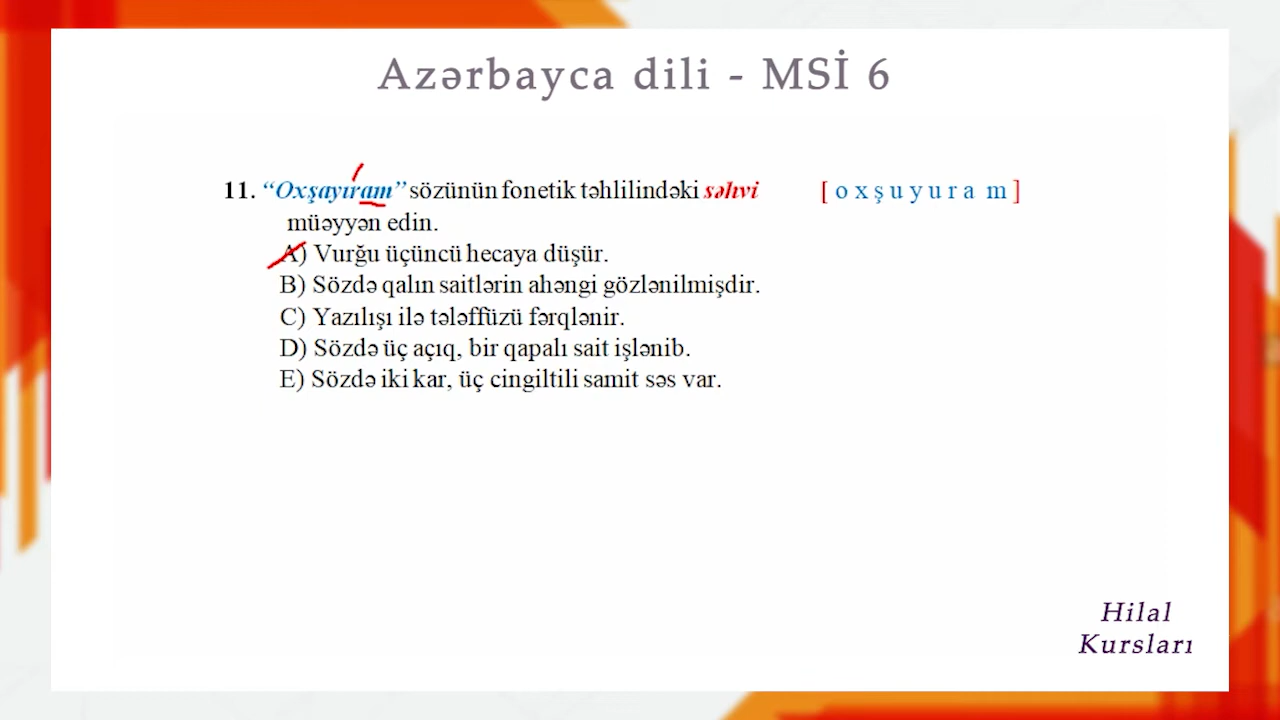 Azərbayca dili - MSİ 6
11. “Oxşayıram” sözünün fonetik təhlilindəki səhvi [ o x ş u y u r a m ]
müəyyən edin.
A) Vurğu üçüncü hecaya düşür.
B) Sözdə qalın saitlərin ahəngi gözlənilmişdir.
C) Yazılışı ilə tələffüzü fərqlənir.
D) Sözdə üç açıq, bir qapalı sait işlənib.
E) Sözdə iki kar, üç cingiltili samit səs var.
Hilal
Kursları